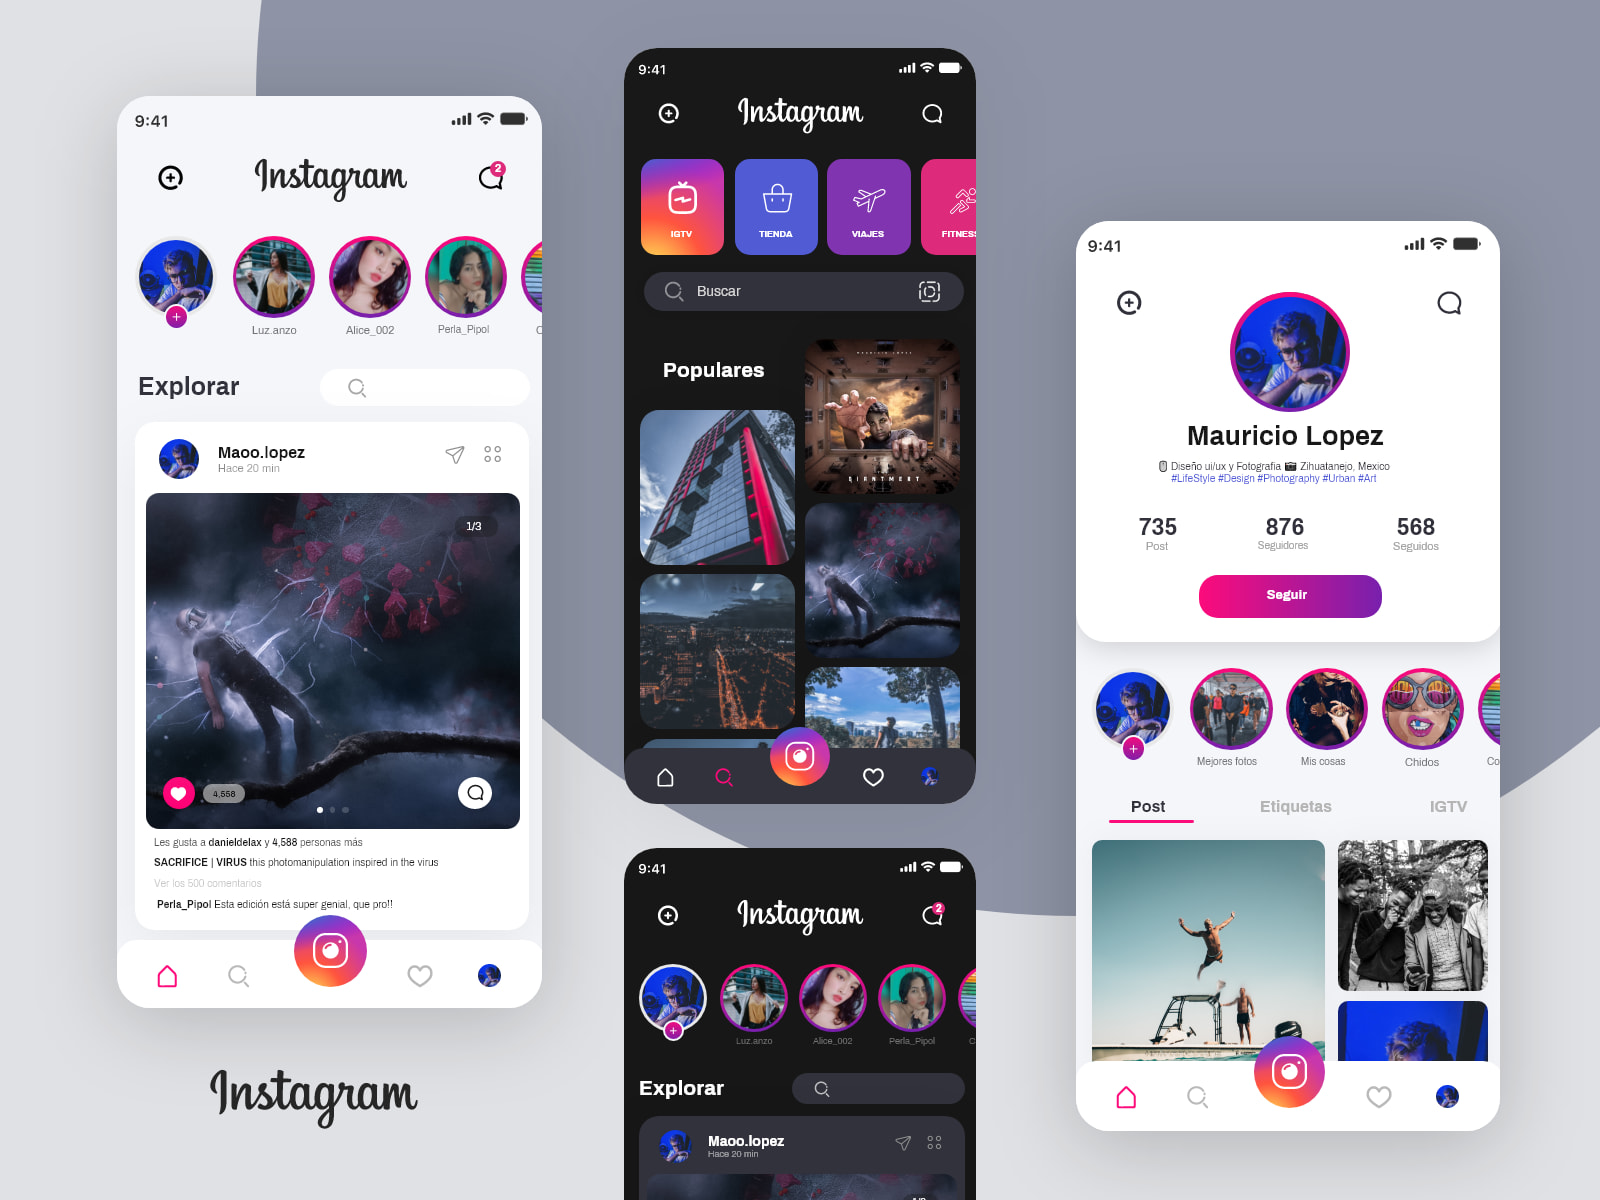 9:41
Instagram
2
Luz.anzo
Alice_002
Perla_Pipol
C
Explorar
Maoo.lopez
Hace 20 min
1/3
4,558
Les gusta a danieldelax y 4,588 personas más
SACRIFICE | VIRUS this photomanipulation inspired in the virus
Ver los 500 comentarios
Perla_Pipol Esta edición está super genial, que pro!!
Instagram
9:41
Instagram
IGTV
TIENDA
VIAJES
FITNESS
Buscar
Populares
MAURICIO LOPEZ
GIANTMENT
9:41
Instagram
2
Luz.anzo
Alice_002
Perla_Pipol
C
Explorar
Maoo.lopez
Hace 20 min
9:41
Mauricio Lopez
Diseño ui/ux y Fotografia Zihuatanejo, Mexico
#LifeStyle #Design #Photography #Urban #Art
735
Post
876
Seguidores
568
Seguidos
Seguir
Mejores fotos
Mis cosas
Chidos
Co
Post
Etiquetas
IGTV